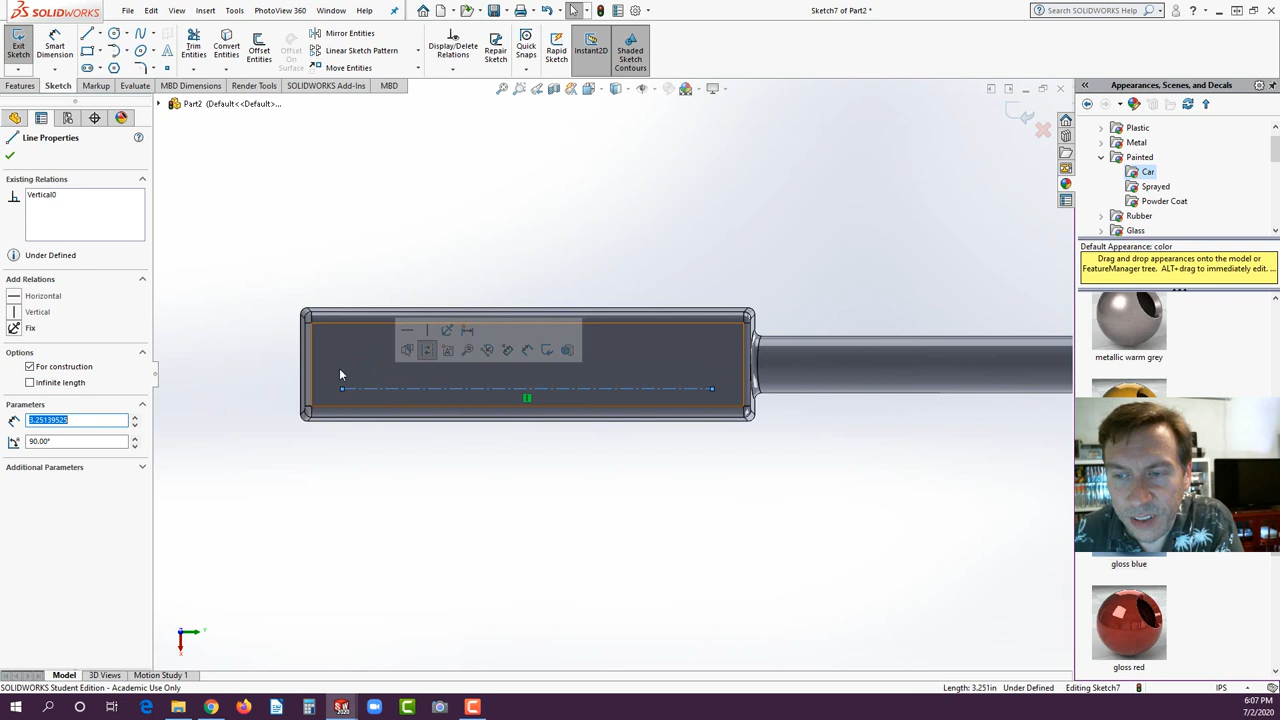 SOLIDWORKS
File Edit View Insert Tools PhotoView 360 Window Help
Sketch7 of Part2 *
Search SOLIDWORKS Help
Exit Sketch
Smart Dimension
Trim Entities
Convert Entities
Offset Entities
Offset On Surface
Mirror Entities
Linear Sketch Pattern
Move Entities
Display/Delete Relations
Repair Sketch
Quick Snaps
Rapid Sketch
Instant2D
Shaded Sketch Contours
Features Sketch Markup Evaluate MBD Dimensions Render Tools SOLIDWORKS Add-Ins MBD
Part2 (Default<<Default>...
Appearances, Scenes, and Decals
Plastic
Metal
Painted
Car
Sprayed
Powder Coat
Rubber
Glass
Default Appearance: color
Drag and drop appearances onto the model or FeatureManager tree. ALT+drag to immediately edit. ...
metallic warm grey
gloss blue
gloss red
Line Properties
Existing Relations
Vertical0
Under Defined
Add Relations
Horizontal
Vertical
Fix
Options
For construction
Infinite length
Parameters
3.25139525
90.00°
Additional Parameters
Model 3D Views Motion Study 1
SOLIDWORKS Student Edition - Academic Use Only
Length: 3.251in Under Defined Editing Sketch7 IPS
6:07 PM
7/2/2020